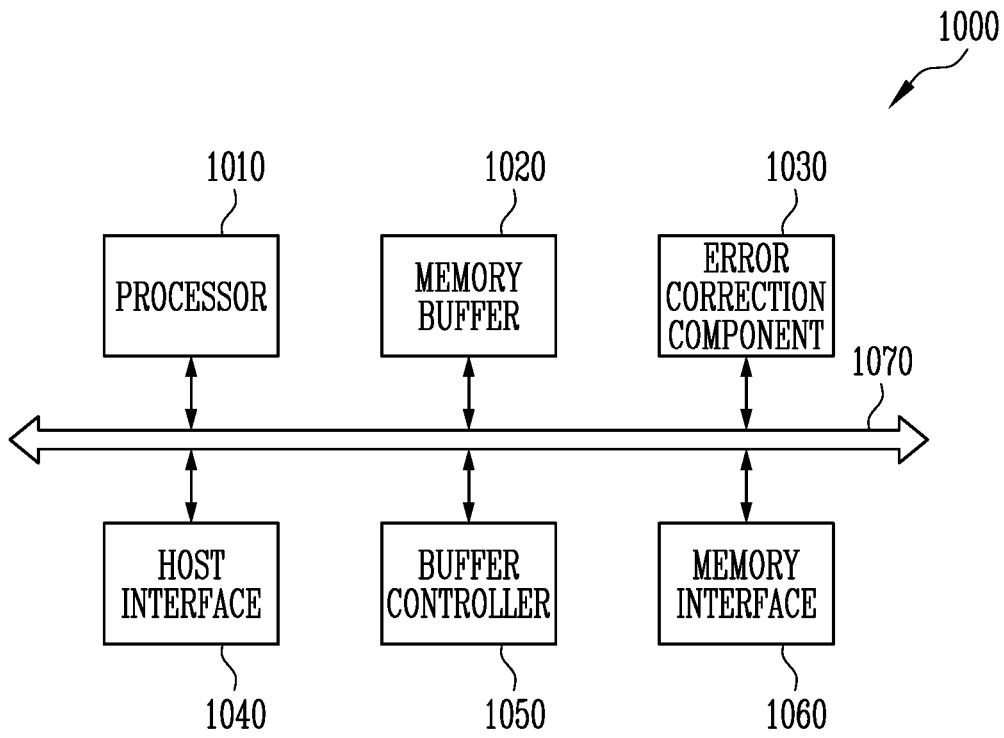 1000
1010
1020
1030
PROCESSOR
MEMORY
BUFFER
ERROR
CORRECTION
COMPONENT
1070
HOST
INTERFACE
BUFFER
CONTROLLER
MEMORY
INTERFACE
1040
1050
1060